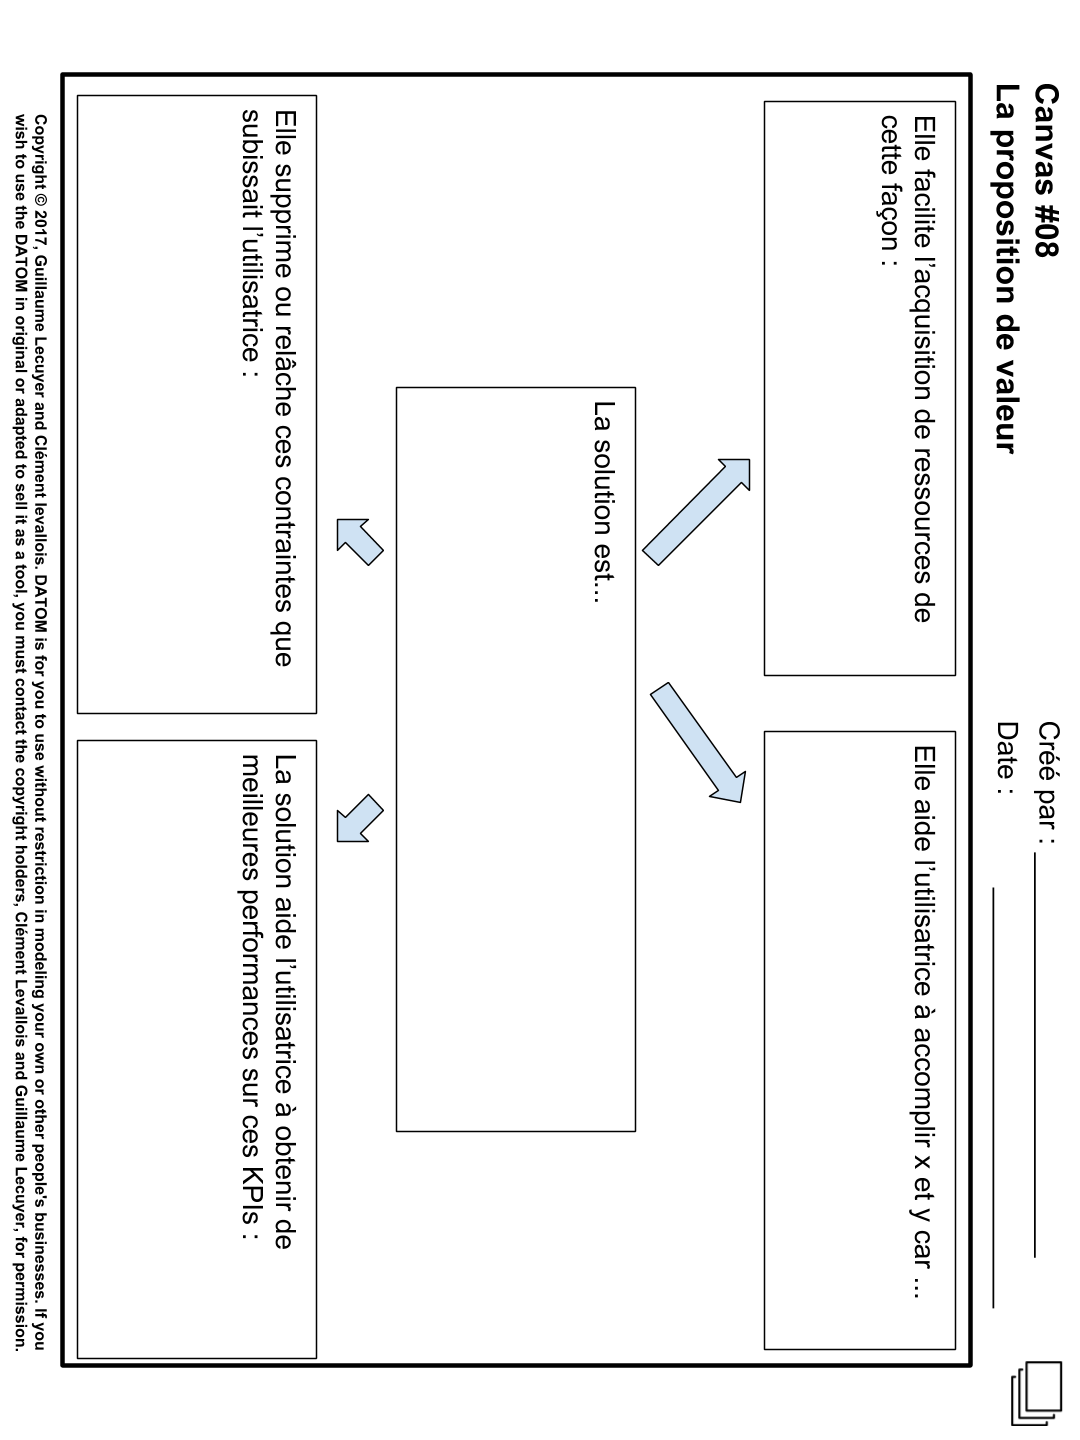 Canvas #08
La proposition de valeur
Créé par :
Date :
Elle facilite l’acquisition de ressources de
cette façon :
Elle aide l’utilisatrice à accomplir x et y car ...
La solution est...
Elle supprime ou relâche ces contraintes que
subissait l’utilisatrice :
La solution aide l’utilisatrice à obtenir de
meilleures performances sur ces KPIs :
Copyright © 2017, Guillaume Lecuyer and Clément levallois. DATOM is for you to use without restriction in modeling your own or other people's businesses. If you
wish to use the DATOM in original or adapted to sell it as a tool, you must contact the copyright holders, Clément Levallois and Guillaume Lecuyer, for permission.